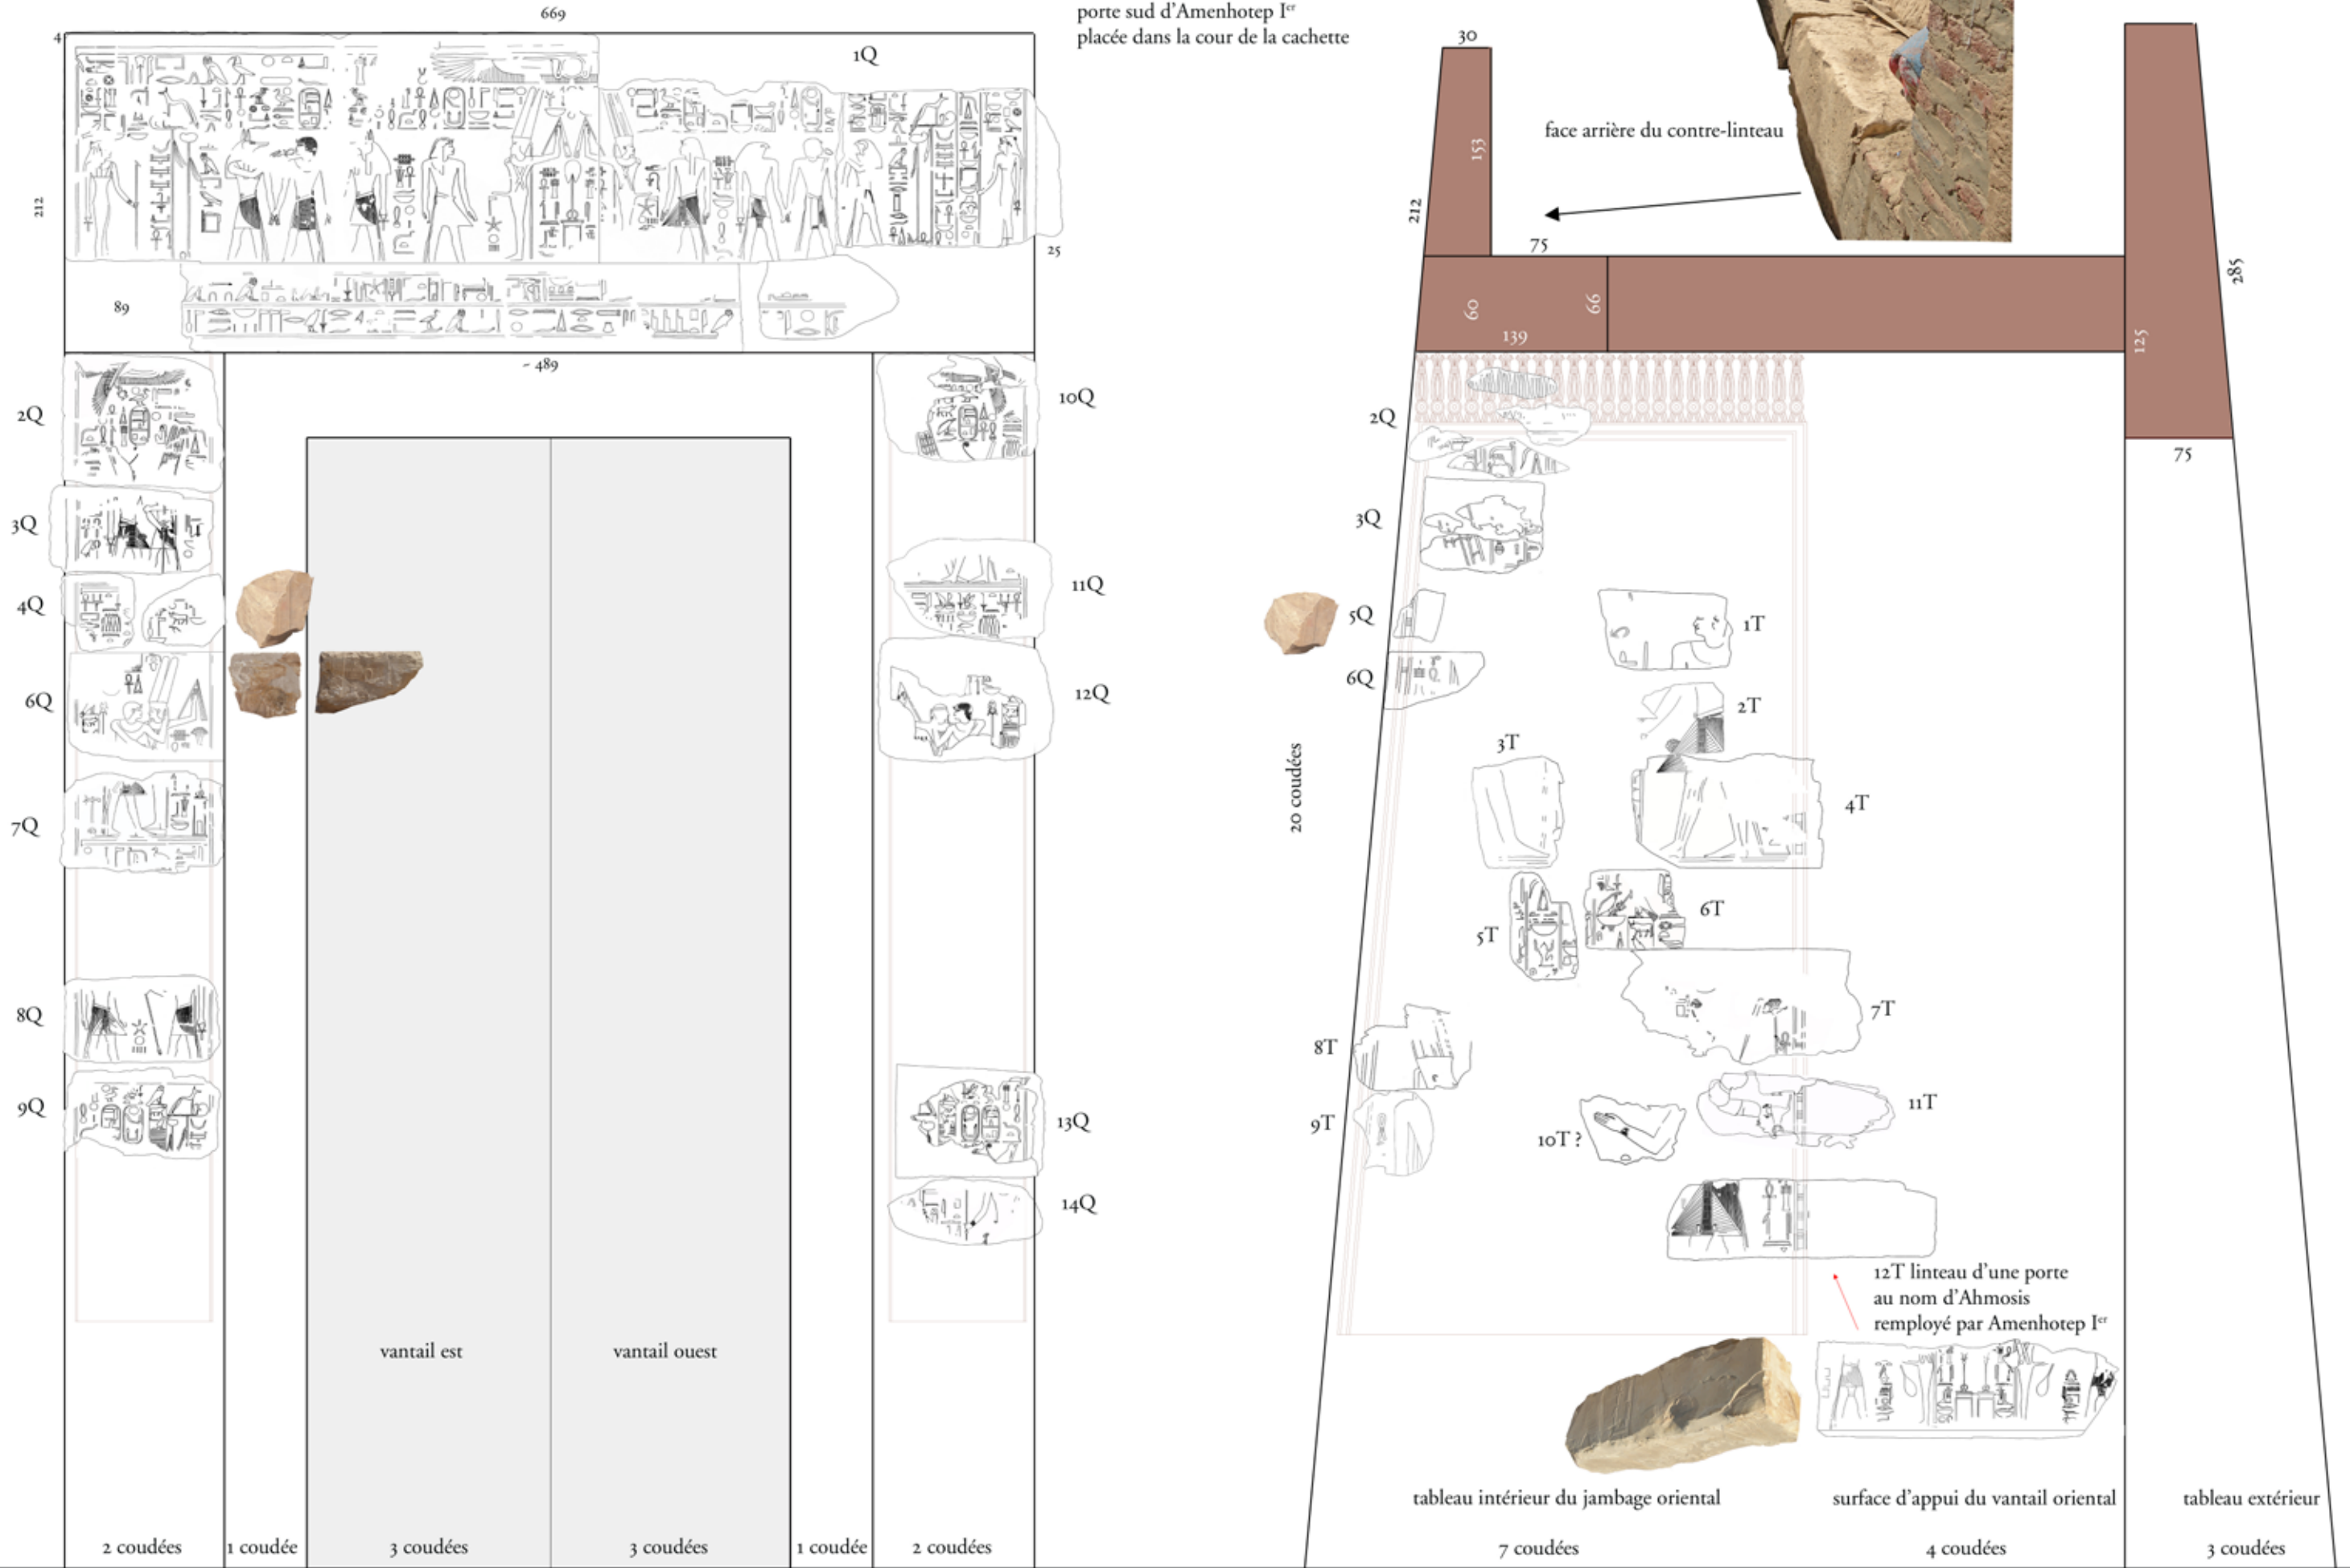 669
porte sud d'Amenhotep Iᵉʳ
placée dans la cour de la cachette
4
1Q
212
25
89
~ 489
2Q
3Q
4Q
6Q
7Q
8Q
9Q
10Q
11Q
12Q
13Q
14Q
vantail est
vantail ouest
2 coudées
1 coudée
3 coudées
3 coudées
1 coudée
2 coudées
30
153
212
face arrière du contre-linteau
75
60
66
139
285
125
75
2Q
3Q
5Q
6Q
1T
2T
3T
4T
20 coudées
5T
6T
7T
8T
9T
10T ?
11T
12T linteau d'une porte
au nom d'Ahmosis
remployé par Amenhotep Iᵉʳ
tableau intérieur du jambage oriental
surface d'appui du vantail oriental
tableau extérieur
7 coudées
4 coudées
3 coudées